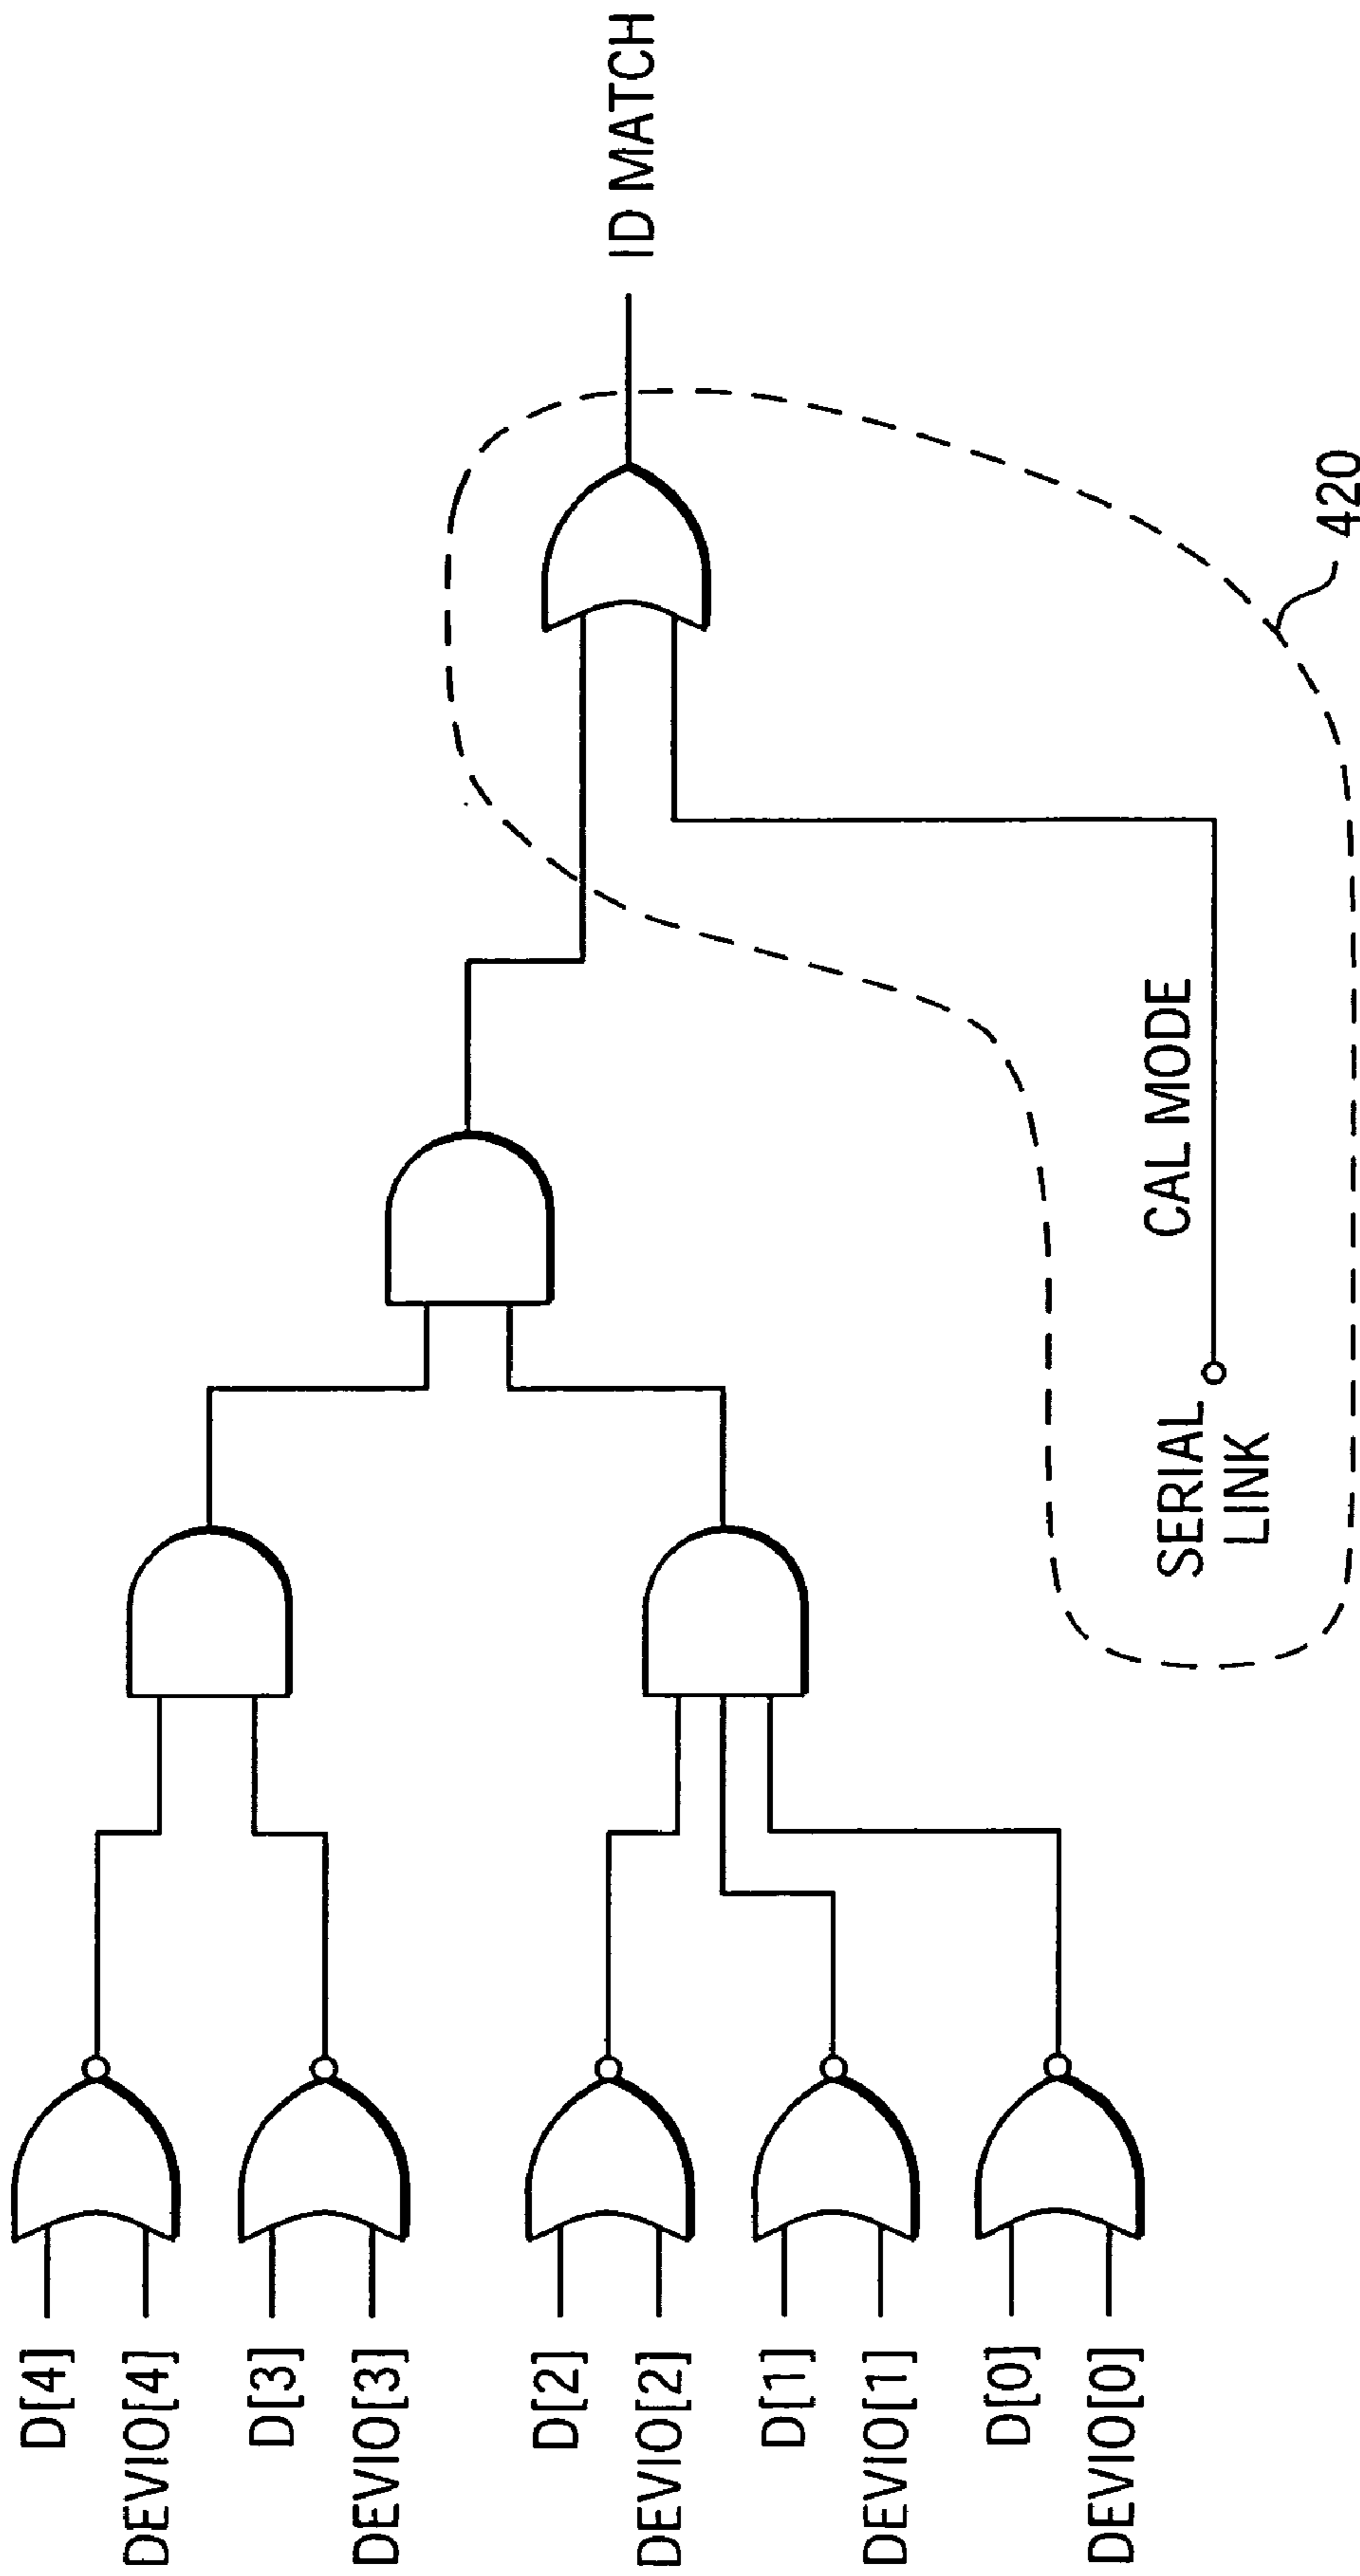 D[4]
DEVIO[4]
D[3]
DEVIO[3]
D[2]
DEVIO[2]
D[1]
DEVIO[1]
D[0]
DEVIO[0]
SERIAL
LINK
CAL MODE
ID MATCH
420